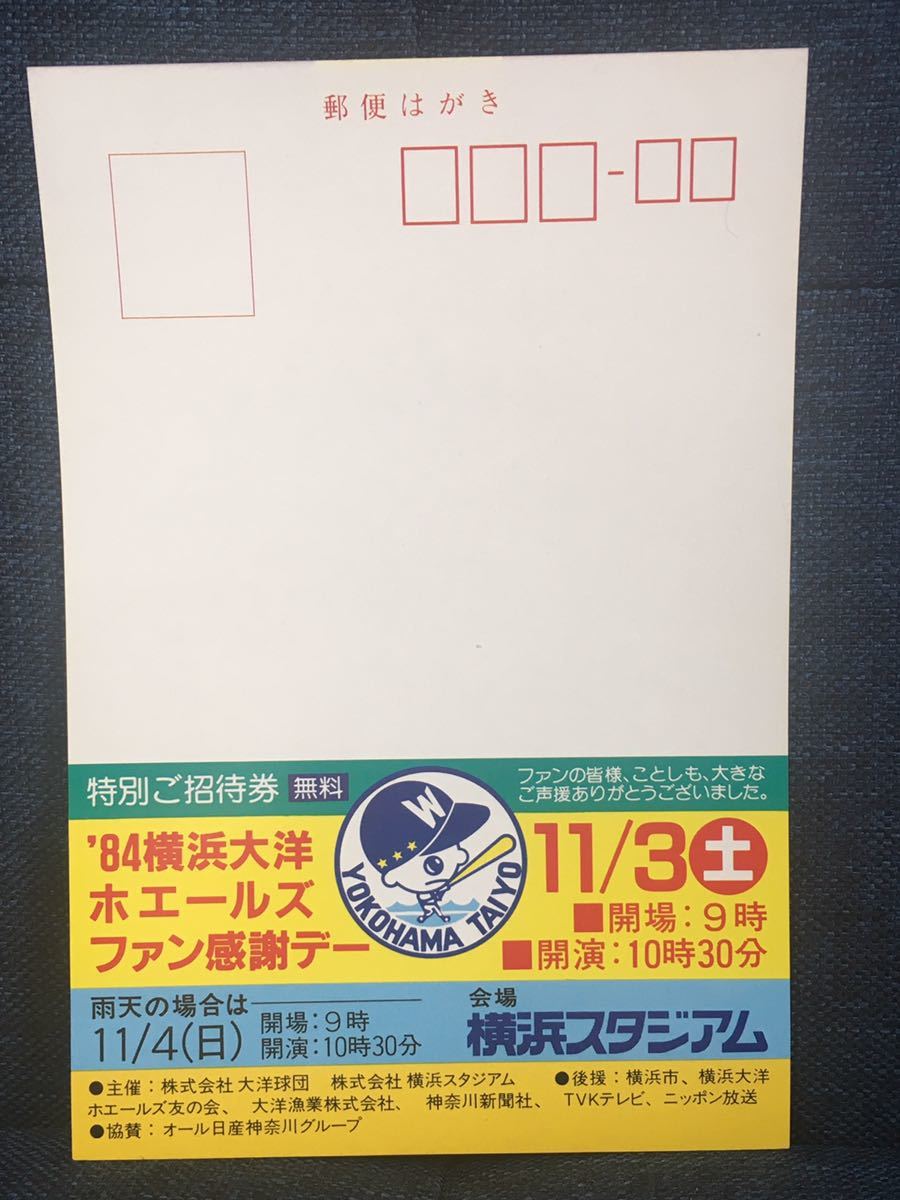 郵便はがき
-
特別ご招待券 無料
ファンの皆様、ことしも、大きな
ご声援ありがとうございました。
'84横浜大洋
ホエールズ
ファン感謝デー
W
YOKOHAMA TAIYO
11/3土
■開場:9時
■開演:10時30分
雨天の場合は
11/4(日)
開場:9時
開演:10時30分
会場
横浜スタジアム
●主催:株式会社 大洋球団 株式会社 横浜スタジアム
●後援:横浜市、横浜大洋
ホエールズ友の会、大洋漁業株式会社、神奈川新聞社、TVKテレビ、ニッポン放送
●協賛:オール日産神奈川グループ